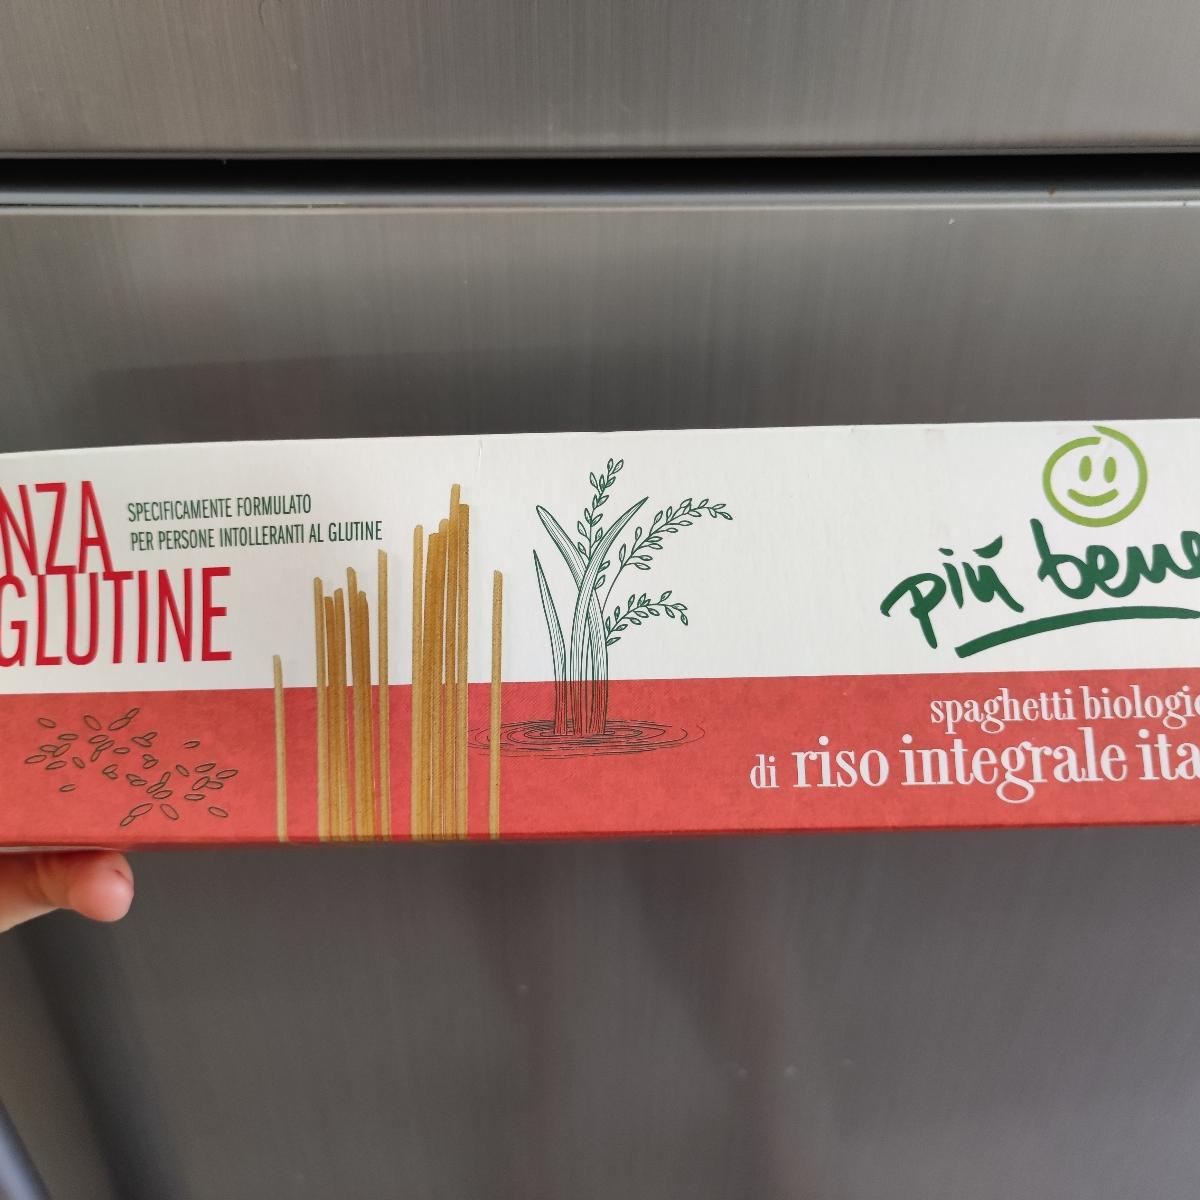 NZA
GLUTINE
SPECIFICAMENTE FORMULATO
PER PERSONE INTOLLERANTI AL GLUTINE
più bene
spaghetti biologic
di riso integrale ita